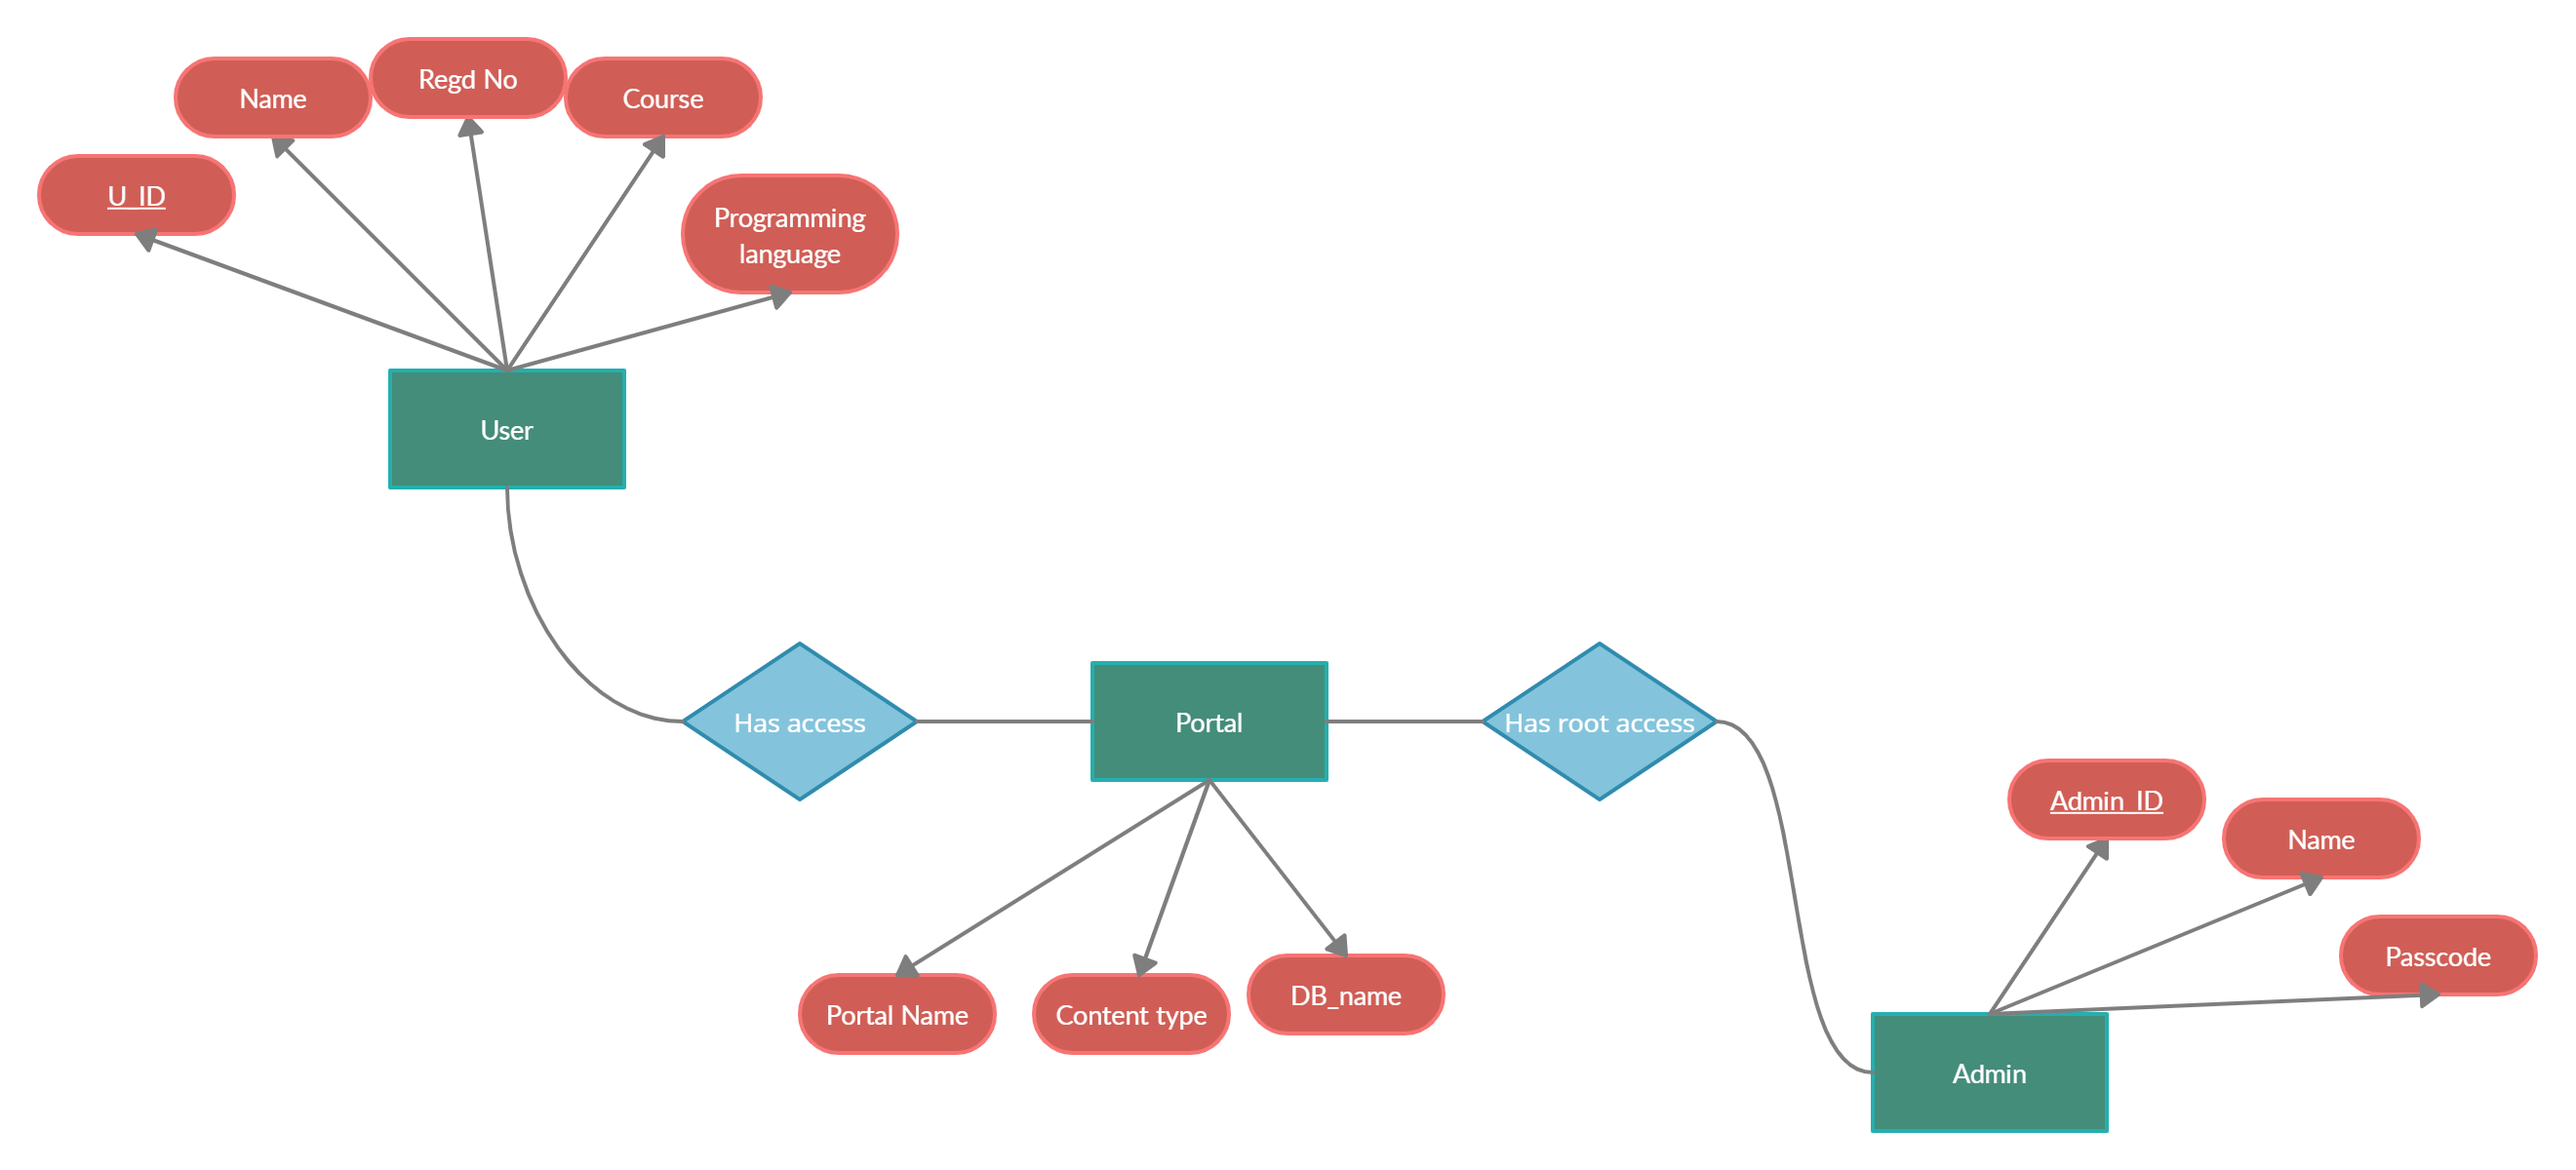 Regd No
Name
Course
U_ID
Programming
language
User
Has access
Portal
Has root access
Admin_ID
Name
Passcode
Portal Name
Content type
DB_name
Admin